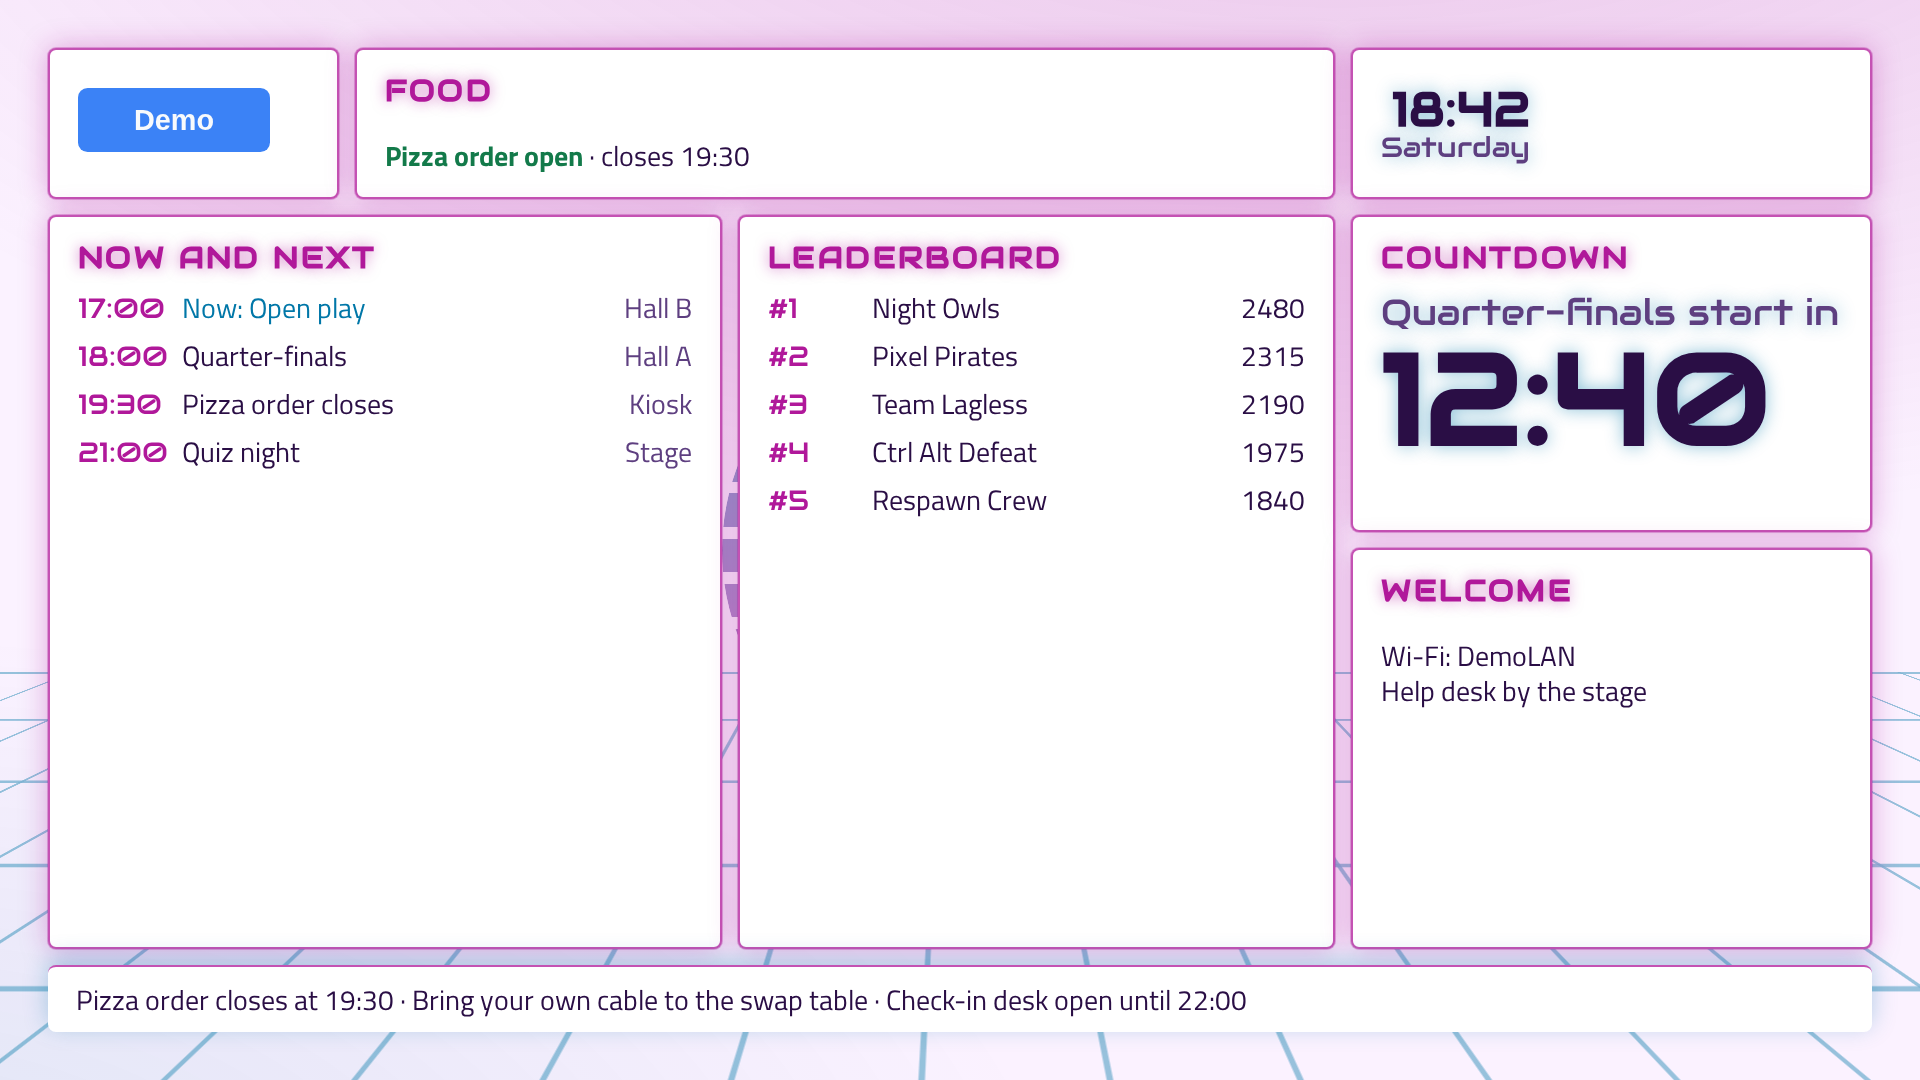 Demo
FOOD
Pizza order open · closes 19:30
18:42
Saturday
NOW AND NEXT
17:00 Now: Open play Hall B
18:00 Quarter-finals Hall A
19:30 Pizza order closes Kiosk
21:00 Quiz night Stage
LEADERBOARD
#1 Night Owls 2480
#2 Pixel Pirates 2315
#3 Team Lagless 2190
#4 Ctrl Alt Defeat 1975
#5 Respawn Crew 1840
COUNTDOWN
Quarter-finals start in
12:40
WELCOME
Wi-Fi: DemoLAN
Help desk by the stage
Pizza order closes at 19:30 · Bring your own cable to the swap table · Check-in desk open until 22:00